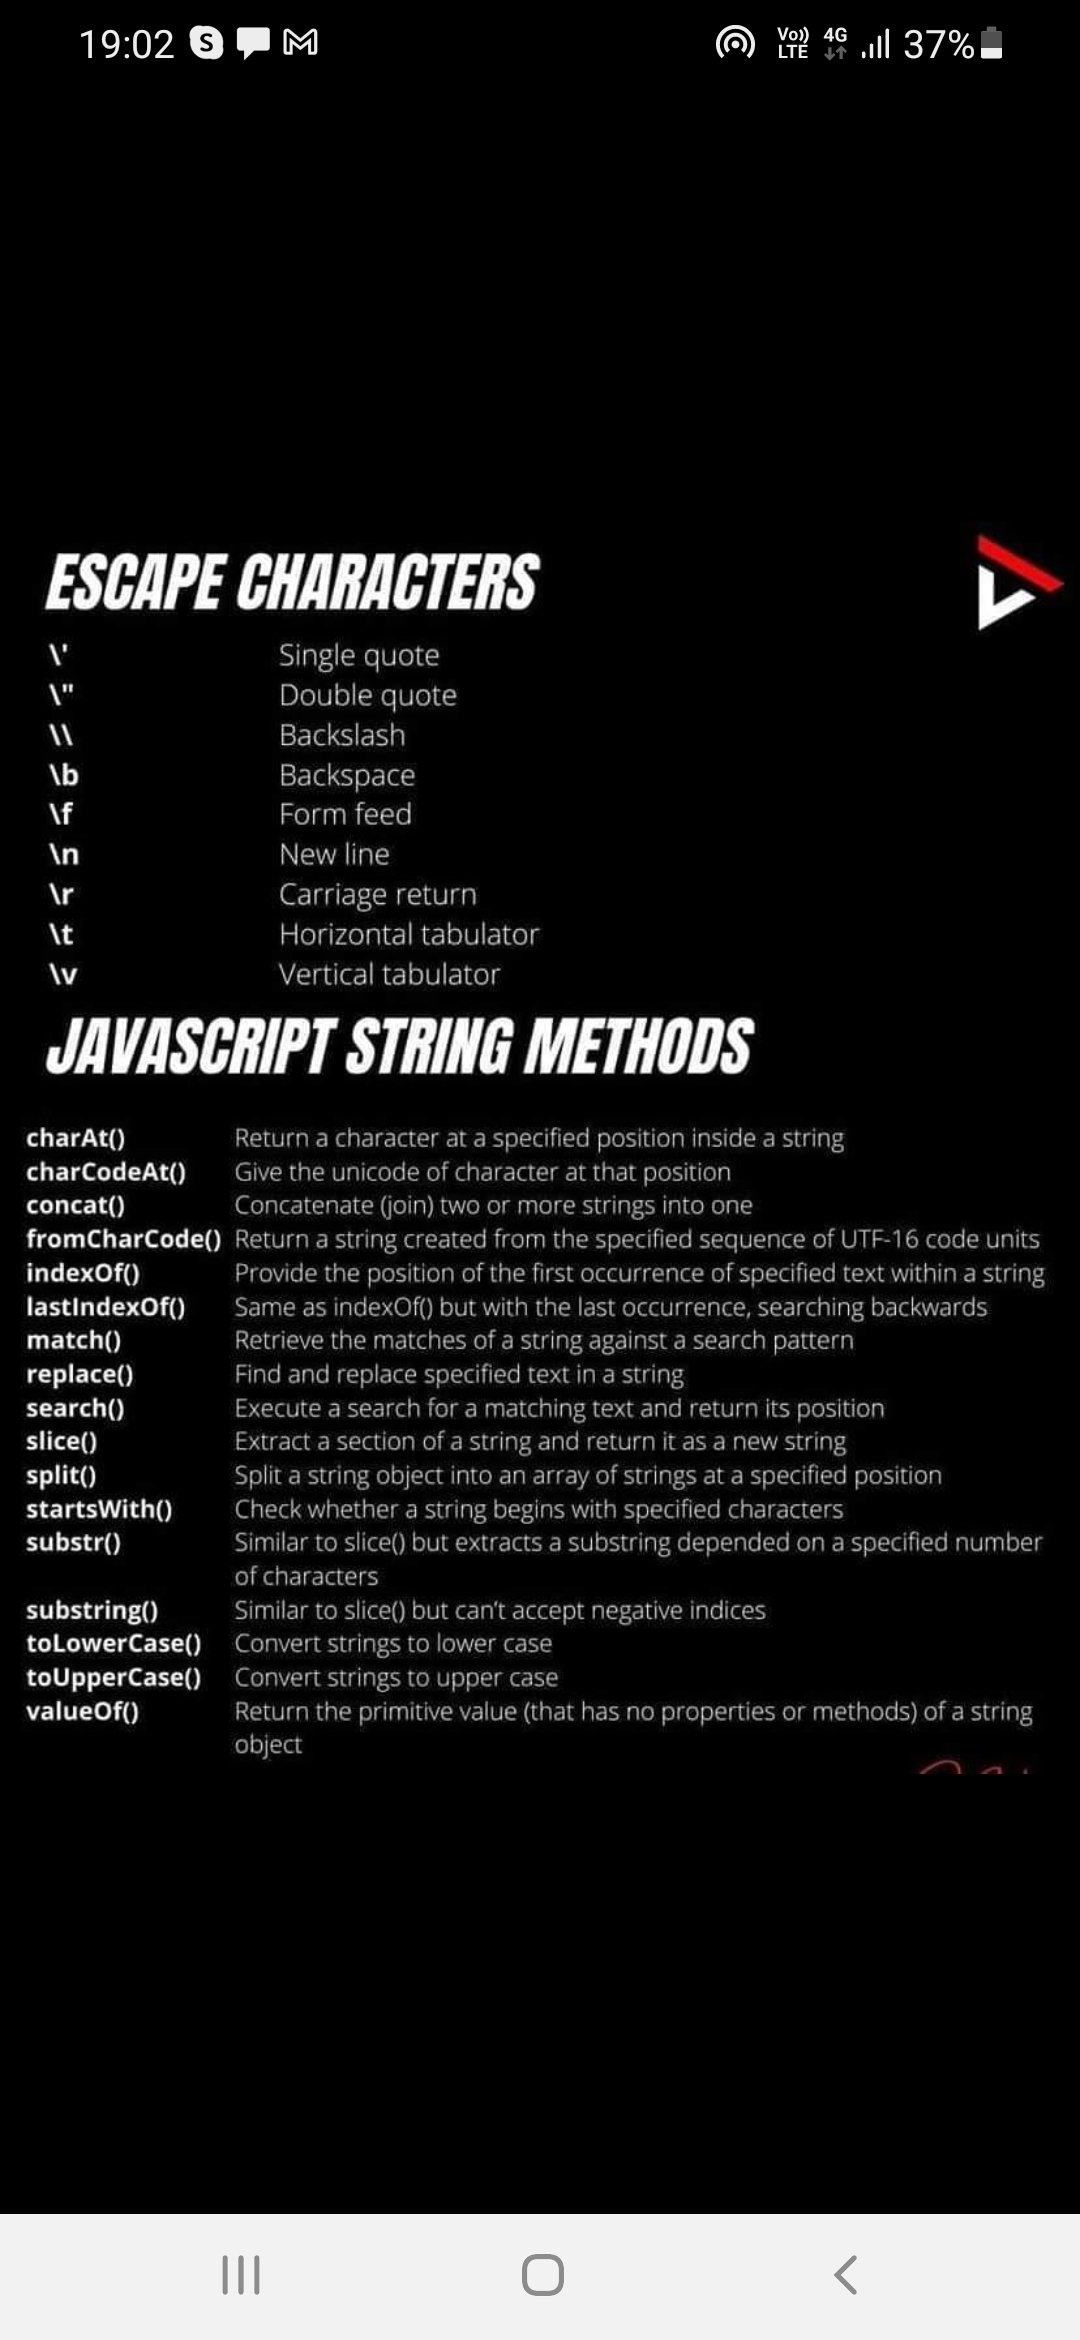 19:02
Vo)) LTE 4G 37%
ESCAPE CHARACTERS
\' Single quote
\" Double quote
\\ Backslash
\b Backspace
\f Form feed
\n New line
\r Carriage return
\t Horizontal tabulator
\v Vertical tabulator
JAVASCRIPT STRING METHODS
charAt() Return a character at a specified position inside a string
charCodeAt() Give the unicode of character at that position
concat() Concatenate (join) two or more strings into one
fromCharCode() Return a string created from the specified sequence of UTF-16 code units
indexOf() Provide the position of the first occurrence of specified text within a string
lastIndexOf() Same as indexOf() but with the last occurrence, searching backwards
match() Retrieve the matches of a string against a search pattern
replace() Find and replace specified text in a string
search() Execute a search for a matching text and return its position
slice() Extract a section of a string and return it as a new string
split() Split a string object into an array of strings at a specified position
startsWith() Check whether a string begins with specified characters
substr() Similar to slice() but extracts a substring depended on a specified number
of characters
substring() Similar to slice() but can't accept negative indices
toLowerCase() Convert strings to lower case
toUpperCase() Convert strings to upper case
valueOf() Return the primitive value (that has no properties or methods) of a string
object